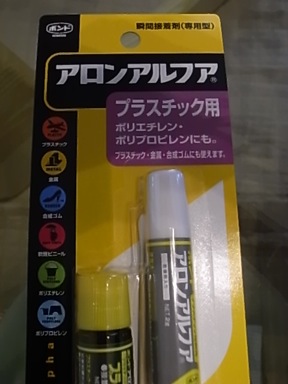 ボンド
瞬間接着剤(専用型)
アロンアルフア®
プラスチック用
ポリエチレン・
ポリプロピレンにも。
プラスチック・金属・合成ゴムにも使えます。
プラスチック
金属
合成ゴム
軟質ビニール
ポリエチレン
ポリプロピレン
アロンアルフア
pha